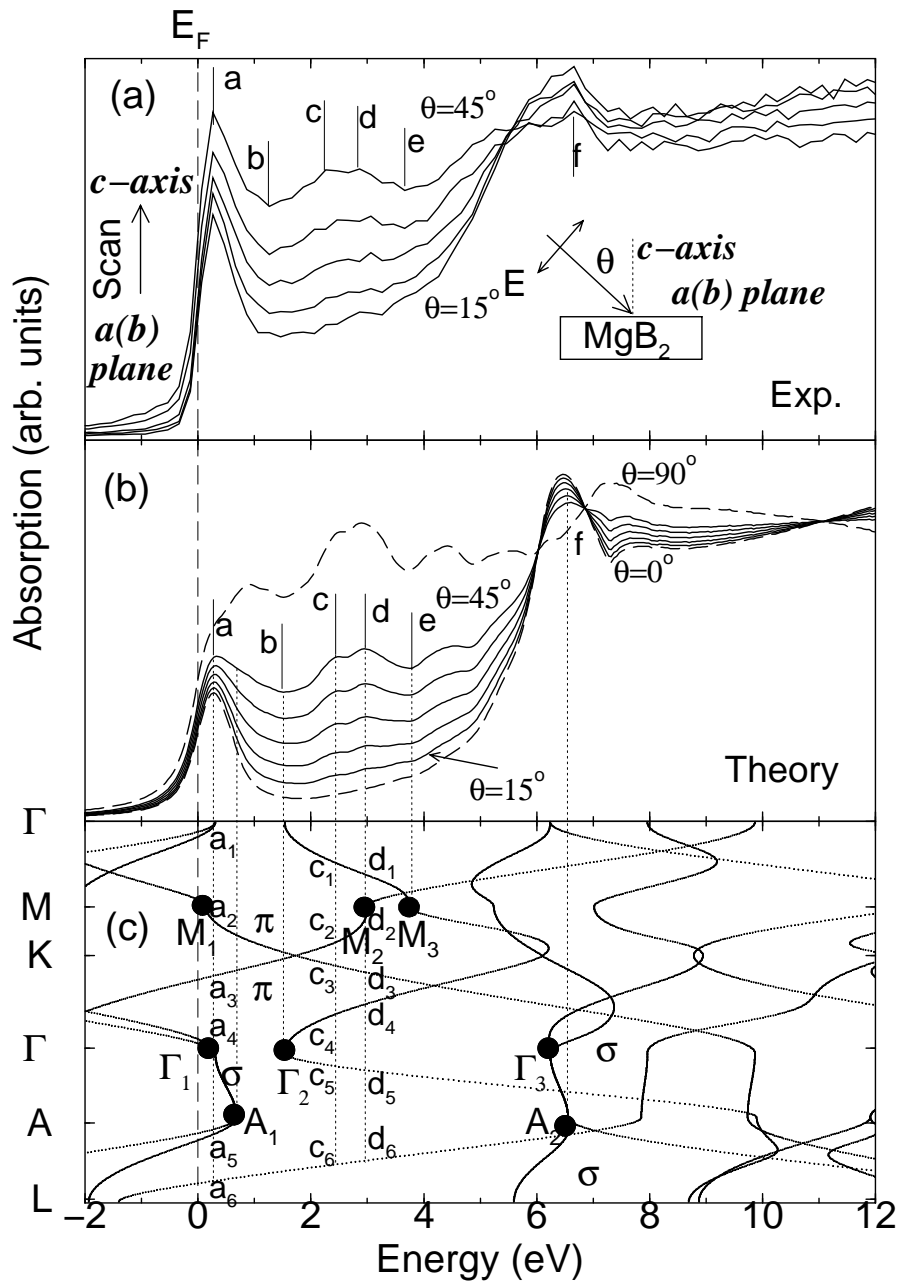 E_F
(a)
a
b
c
d
e
θ=45°
f
c−axis
Scan
a(b)
plane
E
θ
c−axis
a(b) plane
θ=15°
MgB₂
Exp.
Absorption (arb. units)
(b)
θ=90°
a
b
c
d
e
θ=45°
f
θ=0°
θ=15°
Theory
(c)
Γ
M
K
Γ
A
L
a₁
c₁
d₁
a₂
π
c₂
d₂
M₁
M₂
M₃
a₃
π
c₃
d₃
a₄
c₄
d₄
Γ₁
σ
Γ₂
c₅
d₅
Γ₃
σ
A₁
A₂
a₅
c₆
d₆
a₆
σ
−2 0 2 4 6 8 10 12
Energy (eV)